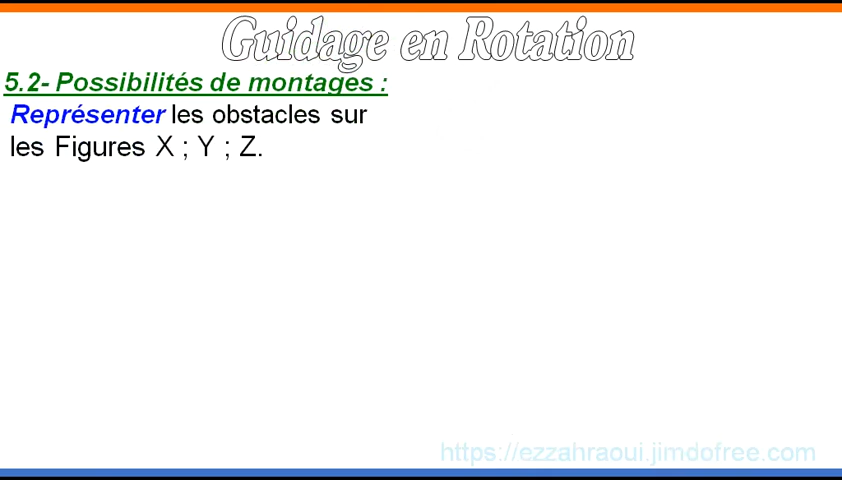 Guidage en Rotation
5.2- Possibilités de montages :
Représenter les obstacles sur
les Figures X ; Y ; Z.
https://ezzahraoui.jimdofree.com